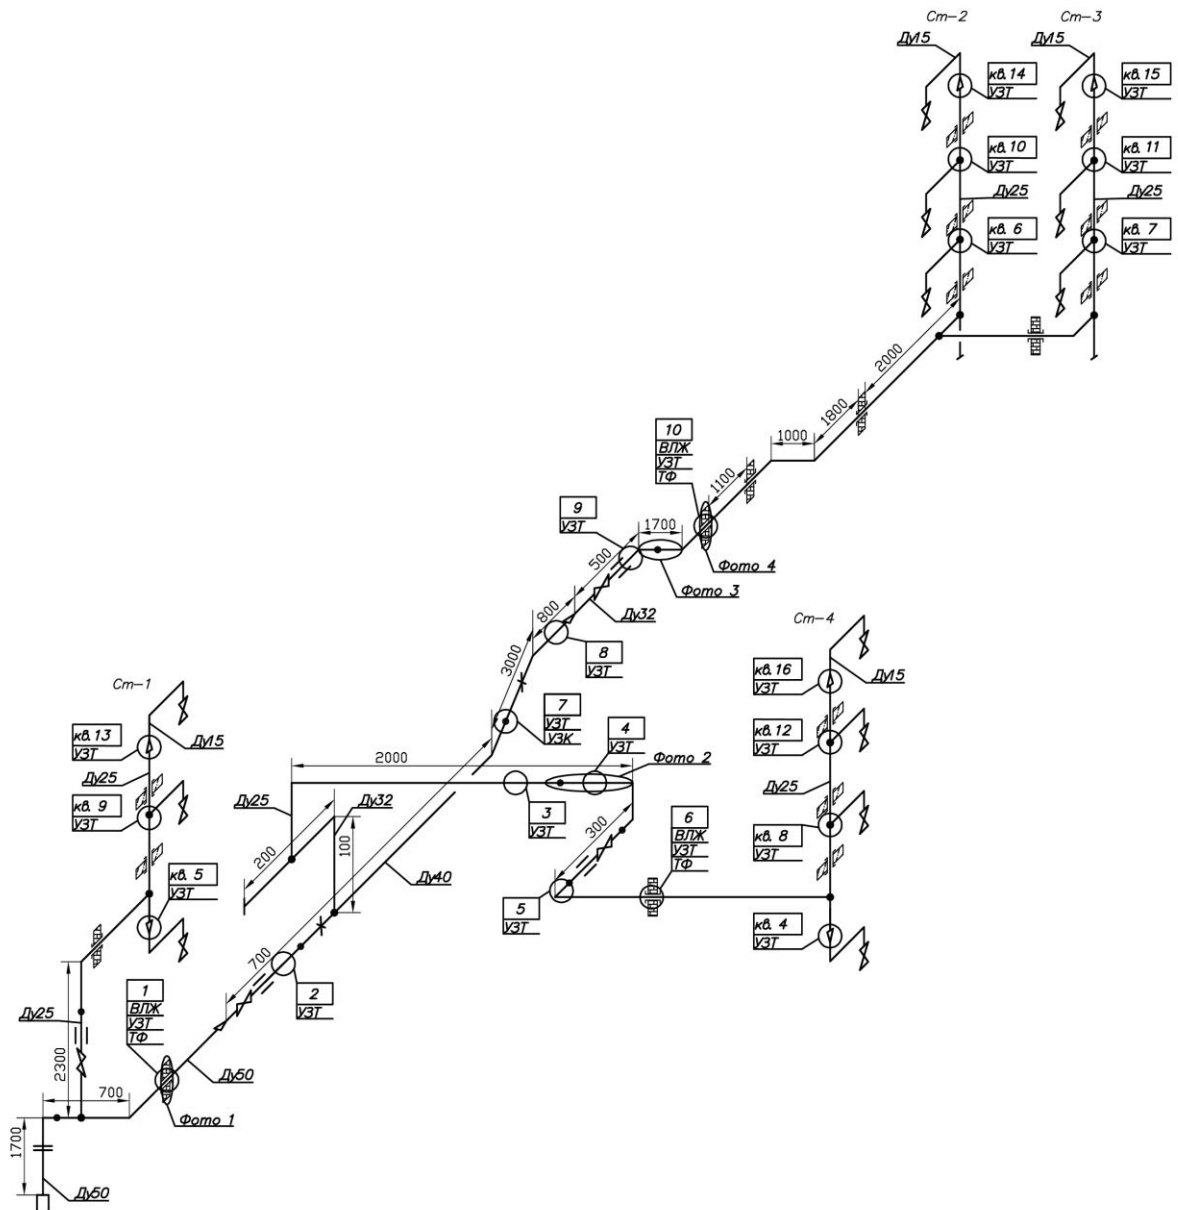 Ст-2
Ст-3
Ду15
Ду15
кв. 14
УЗТ
кв. 15
УЗТ
кв. 10
УЗТ
кв. 11
УЗТ
Ду25
Ду25
кв. 6
УЗТ
кв. 7
УЗТ
2000
1800
1000
10
ВЛЖ
УЗТ
ТФ
1100
9
УЗТ
1700
Фото 4
500
Фото 3
800
Ду32
3000
8
УЗТ
Ст-4
кв. 16
УЗТ
Ду15
Ст-1
кв. 13
УЗТ
Ду15
7
УЗТ
УЗК
4
УЗТ
кв. 12
УЗТ
2000
Фото 2
Ду25
Ду25
кв. 9
УЗТ
Ду25
Ду32
3
УЗТ
300
6
ВЛЖ
УЗТ
ТФ
кв. 8
УЗТ
200
100
Ду40
кв. 5
УЗТ
5
УЗТ
кв. 4
УЗТ
700
2
УЗТ
1
ВЛЖ
УЗТ
ТФ
Ду25
2300
Ду50
700
Фото 1
1700
Ду50